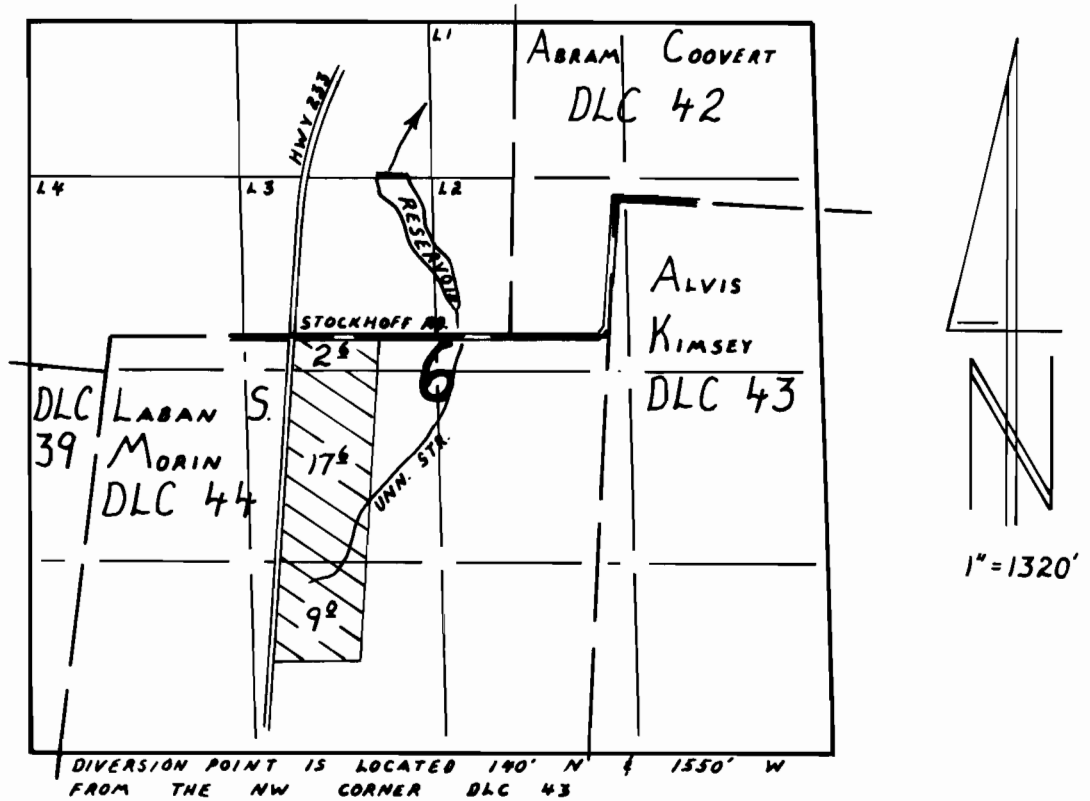 L1
ABRAM COOVERT
DLC 42
HWY 233
L4
L3
L2
RESERVOIR
ALVIS
KIMSEY
DLC 43
STOCKHOFF RD.
2 6
6
DLC
39
LABAN S.
MORIN
DLC 44
17 6
UNN. STR.
9 0
N
1" = 1320'
DIVERSION POINT IS LOCATED 140' N & 1550' W
FROM THE NW CORNER DLC 43